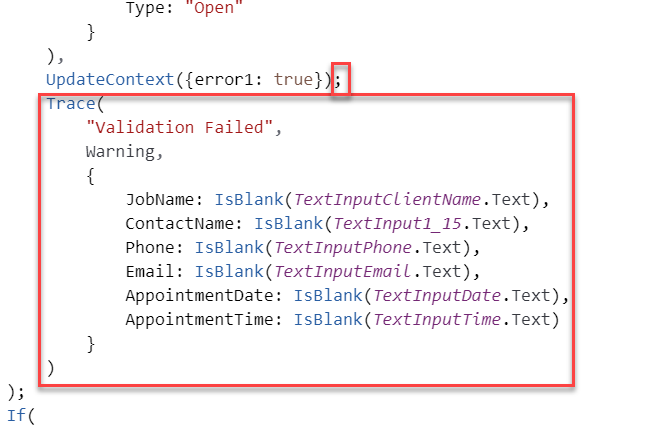 Type: "Open"
}
),
UpdateContext({error1: true});
Trace(
"Validation Failed",
Warning,
{
JobName: IsBlank(TextInputClientName.Text),
ContactName: IsBlank(TextInput1_15.Text),
Phone: IsBlank(TextInputPhone.Text),
Email: IsBlank(TextInputEmail.Text),
AppointmentDate: IsBlank(TextInputDate.Text),
AppointmentTime: IsBlank(TextInputTime.Text)
}
)
);
If(